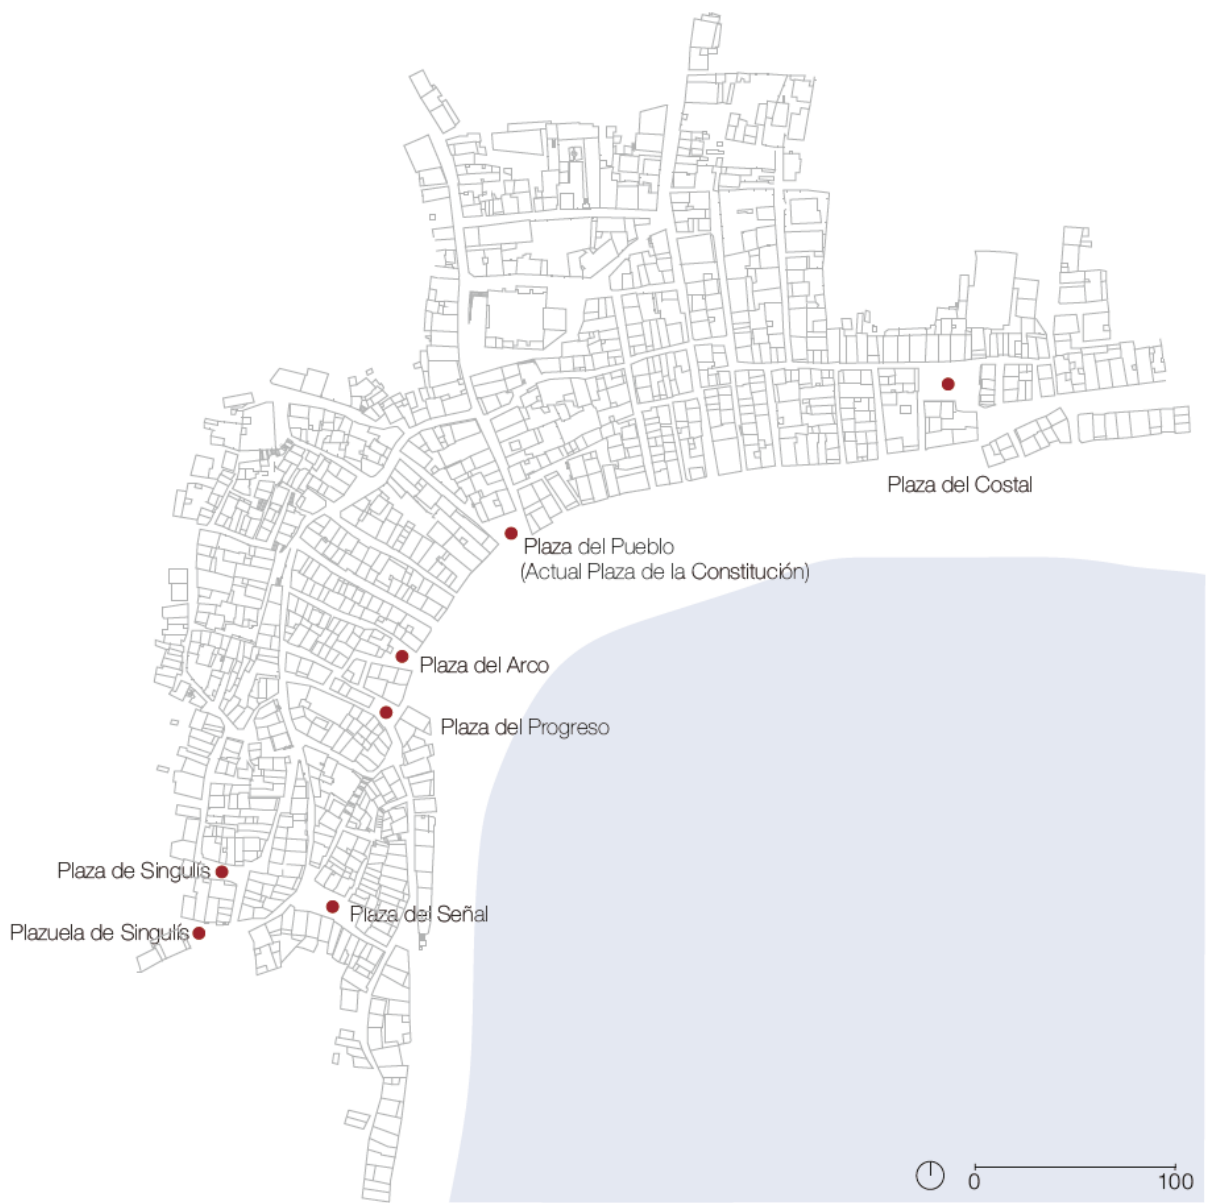 Plaza del Costal
Plaza del Pueblo
(Actual Plaza de la Constitución)
Plaza del Arco
Plaza del Progreso
Plaza de Singulís
Plaza del Señal
Plazuela de Singulís
0 100